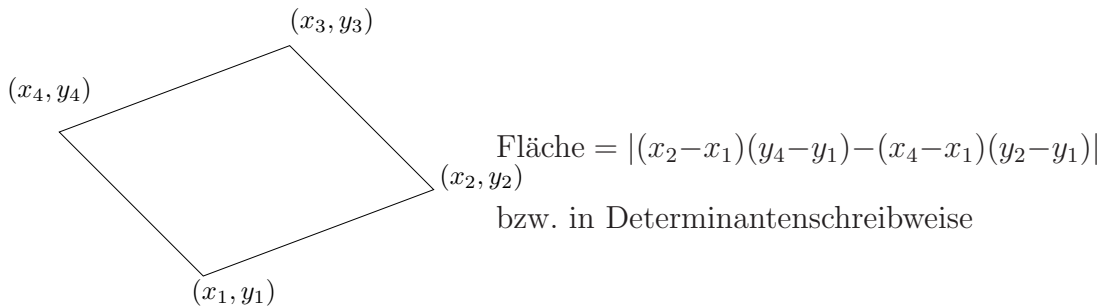 (x₃, y₃)
(x₄, y₄)
Fläche = |(x₂−x₁)(y₄−y₁)−(x₄−x₁)(y₂−y₁)|
(x₂, y₂)
bzw. in Determinantenschreibweise
(x₁, y₁)